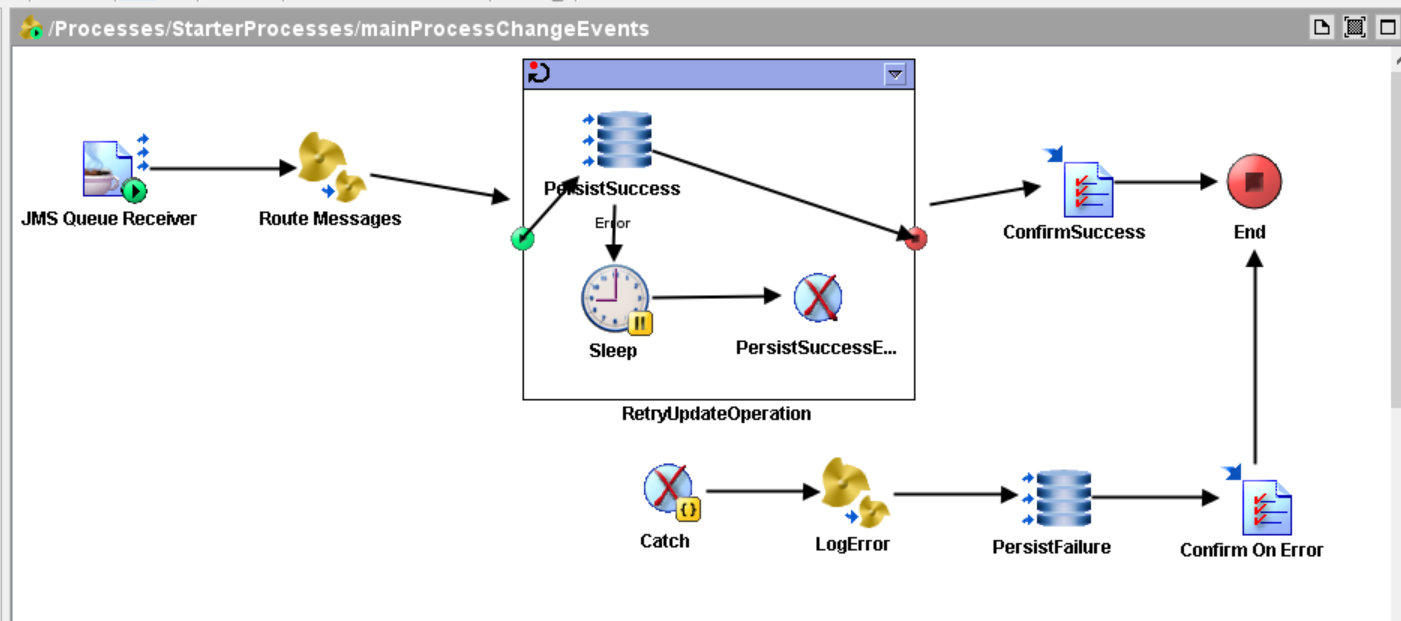 /Processes/StarterProcesses/mainProcessChangeEvents
JMS Queue Receiver
Route Messages
PersistSuccess
Error
Sleep
PersistSuccessE...
RetryUpdateOperation
ConfirmSuccess
End
Catch
LogError
PersistFailure
Confirm On Error